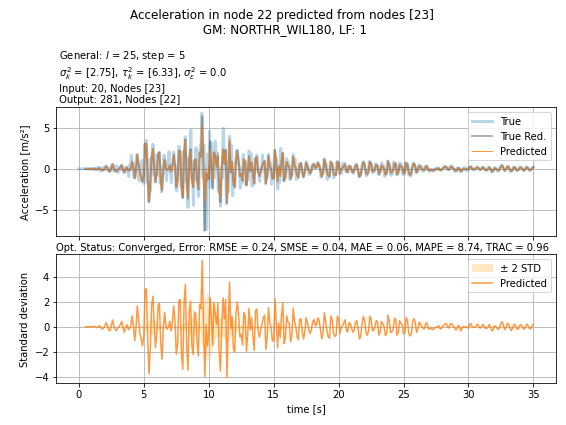 Acceleration in node 22 predicted from nodes [23]
GM: NORTHR_WIL180, LF: 1
General: l = 25, step = 5
σ²ₖ = [2.75], τ²ₖ = [6.33], σ²ε = 0.0
Input: 20, Nodes [23]
Output: 281, Nodes [22]
True
True Red.
Predicted
Acceleration [m/s²]
5
0
−5
Opt. Status: Converged, Error: RMSE = 0.24, SMSE = 0.04, MAE = 0.06, MAPE = 8.74, TRAC = 0.96
± 2 STD
Predicted
Standard deviation
4
2
0
−2
−4
0 5 10 15 20 25 30 35
time [s]